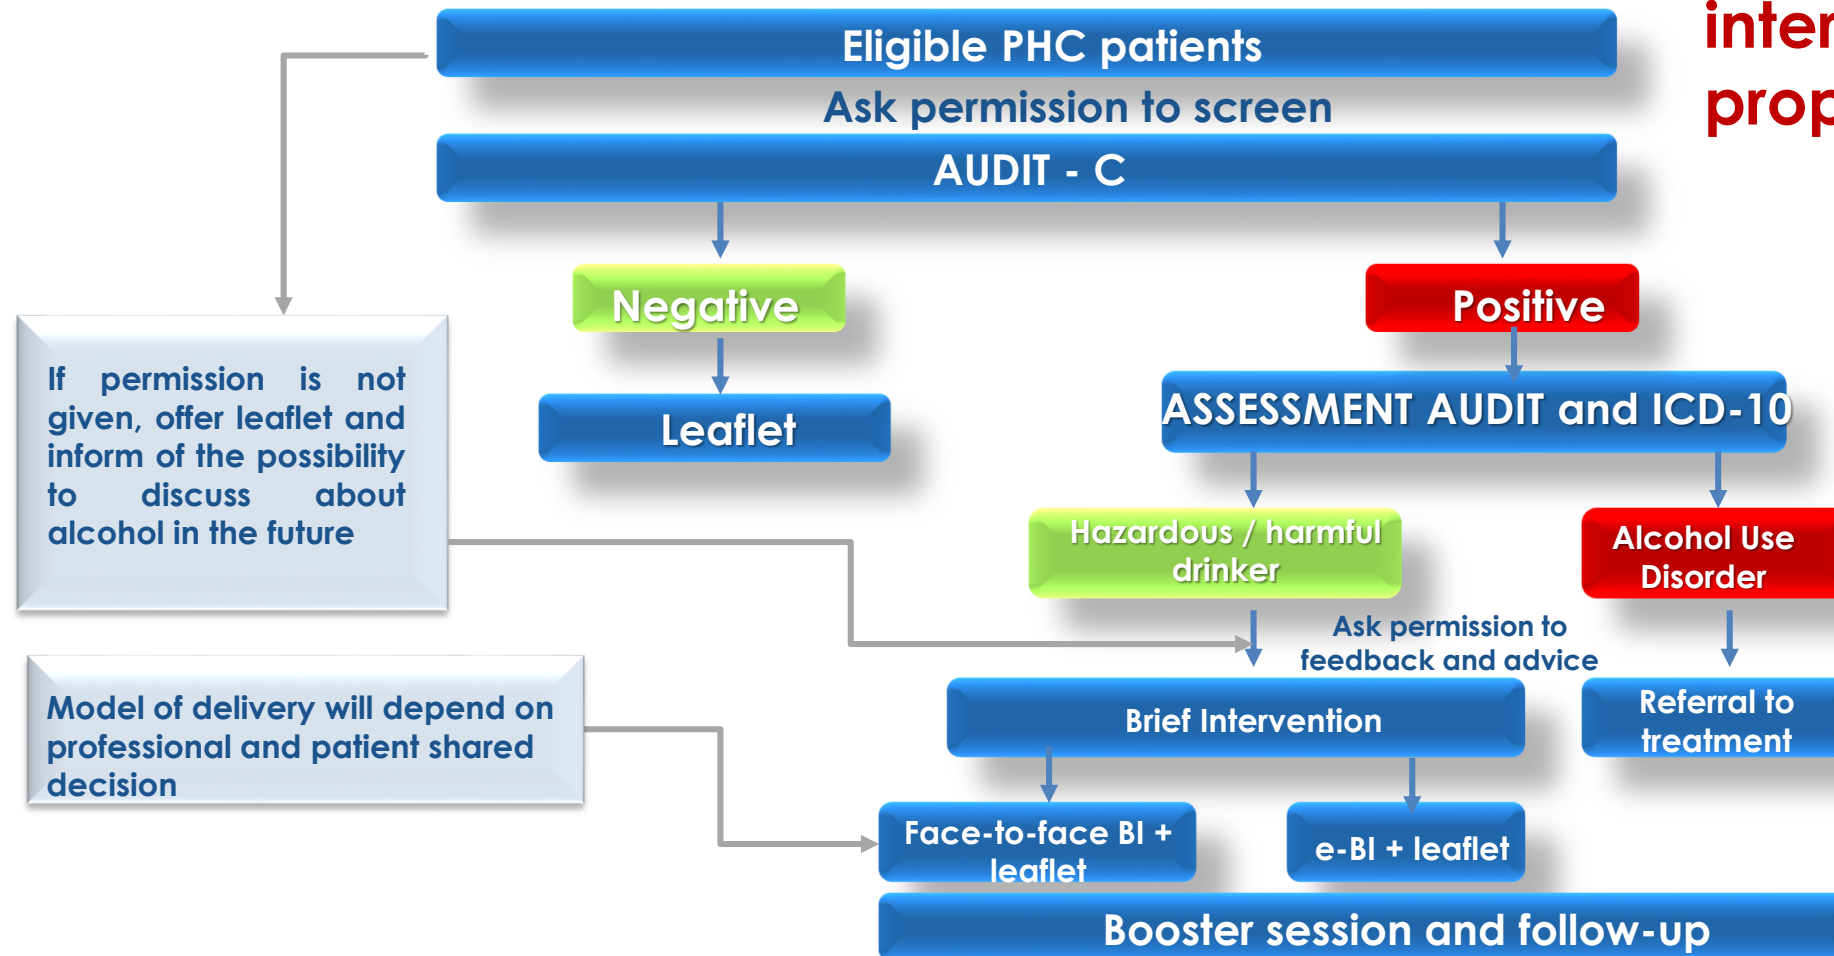 Eligible PHC patients
Ask permission to screen
AUDIT - C
Negative
Positive
If permission is not
given, offer leaflet and
inform of the possibility
to discuss about
alcohol in the future
Leaflet
ASSESSMENT AUDIT and ICD-10
Hazardous / harmful
drinker
Alcohol Use
Disorder
Ask permission to
feedback and advice
Model of delivery will depend on
professional and patient shared
decision
Brief Intervention
Referral to
treatment
Face-to-face BI +
leaflet
e-BI + leaflet
Booster session and follow-up